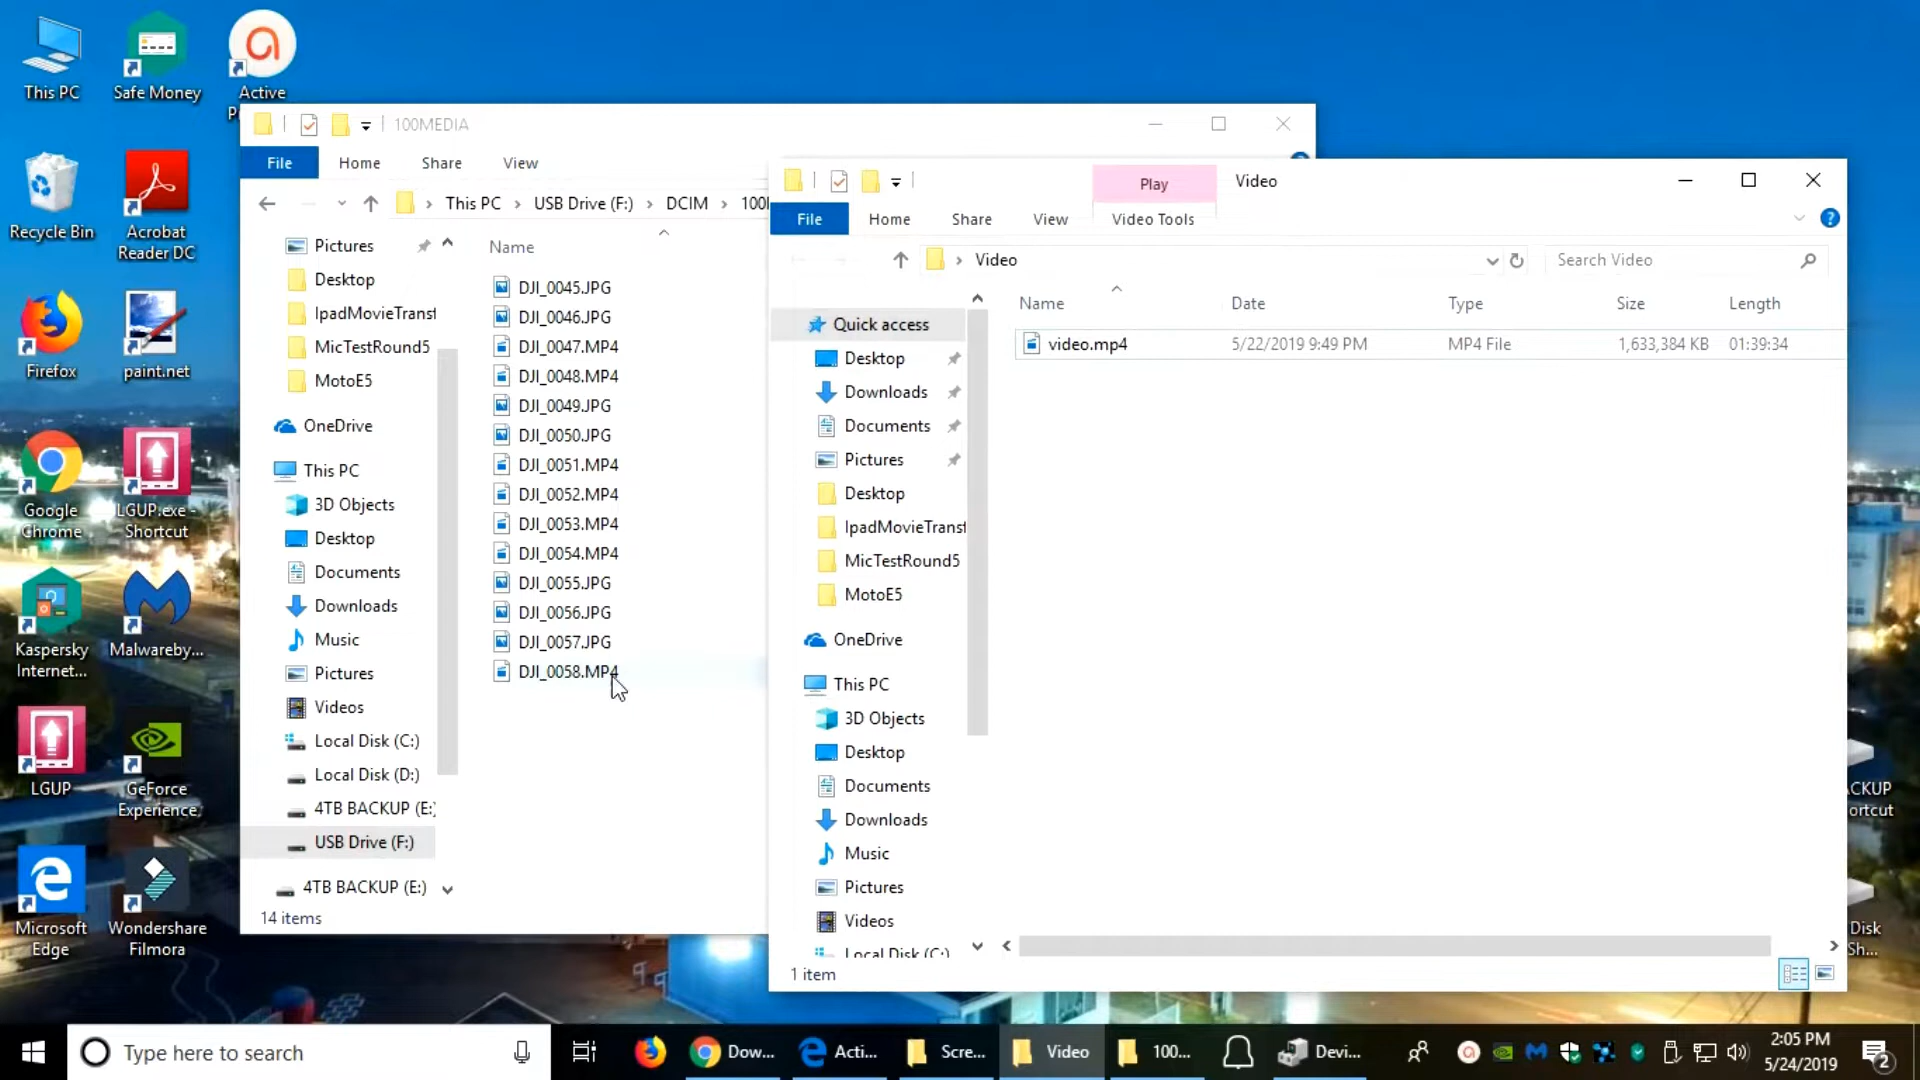 This PC
Safe Money
Active
P
Recycle Bin
Acrobat
Reader DC
Firefox
paint.net
Google
Chrome
LGUP.exe -
Shortcut
Kaspersky
Internet...
Malwareby...
LGUP
GeForce
Experience
Microsoft
Edge
Wondershare
Filmora
100MEDIA
File
Home
Share
View
This PC > USB Drive (F:) > DCIM > 100
Pictures
Desktop
IpadMovieTransf
MicTestRound5
MotoE5
OneDrive
This PC
3D Objects
Desktop
Documents
Downloads
Music
Pictures
Videos
Local Disk (C:)
Local Disk (D:)
4TB BACKUP (E:)
USB Drive (F:)
4TB BACKUP (E:)
14 items
Name
DJI_0045.JPG
DJI_0046.JPG
DJI_0047.MP4
DJI_0048.MP4
DJI_0049.JPG
DJI_0050.JPG
DJI_0051.MP4
DJI_0052.MP4
DJI_0053.MP4
DJI_0054.MP4
DJI_0055.JPG
DJI_0056.JPG
DJI_0057.JPG
DJI_0058.MP4
Play
Video
File
Home
Share
View
Video Tools
> Video
Search Video
Quick access
Desktop
Downloads
Documents
Pictures
Desktop
IpadMovieTransf
MicTestRound5
MotoE5
OneDrive
This PC
3D Objects
Desktop
Documents
Downloads
Music
Pictures
Videos
Local Disk (C:)
1 item
Name Date Type Size Length
video.mp4 5/22/2019 9:49 PM MP4 File 1,633,384 KB 01:39:34
CKUP
ortcut
Disk
Sh...
Type here to search
Dow...
Acti...
Scre...
Video
100...
Devi...
2:05 PM
5/24/2019
2